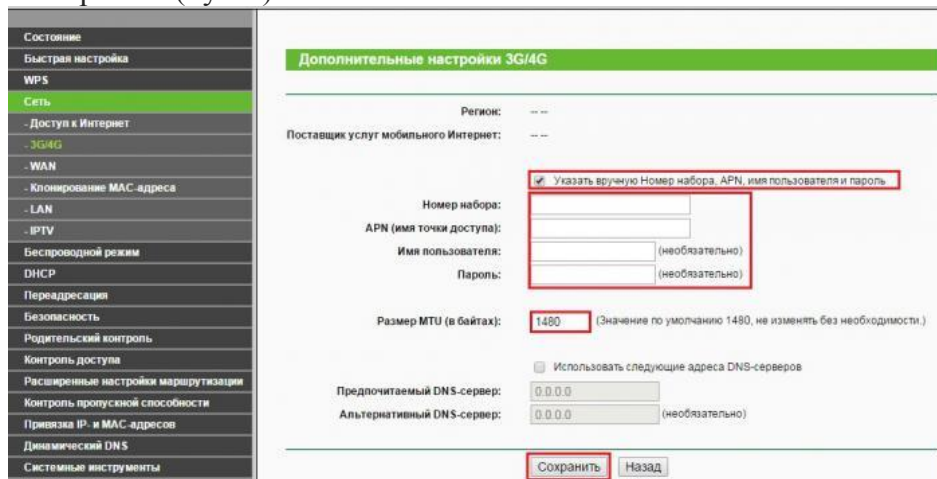 Состояние
Быстрая настройка
WPS
Сеть
- Доступ к Интернет
- 3G/4G
- WAN
- Клонирование MAC-адреса
- LAN
- IPTV
Беспроводной режим
DHCP
Переадресация
Безопасность
Родительский контроль
Контроль доступа
Расширенные настройки маршрутизации
Контроль пропускной способности
Привязка IP- и MAC-адресов
Динамический DNS
Системные инструменты
Дополнительные настройки 3G/4G
Регион: -- --
Поставщик услуг мобильного Интернет: -- --
Указать вручную Номер набора, APN, имя пользователя и пароль
Номер набора:
APN (имя точки доступа):
Имя пользователя: (необязательно)
Пароль: (необязательно)
Размер MTU (в байтах): 1480 (Значение по умолчанию 1480, не изменять без необходимости.)
Использовать следующие адреса DNS-серверов
Предпочитаемый DNS-сервер: 0.0.0.0
Альтернативный DNS-сервер: 0.0.0.0 (необязательно)
Сохранить Назад